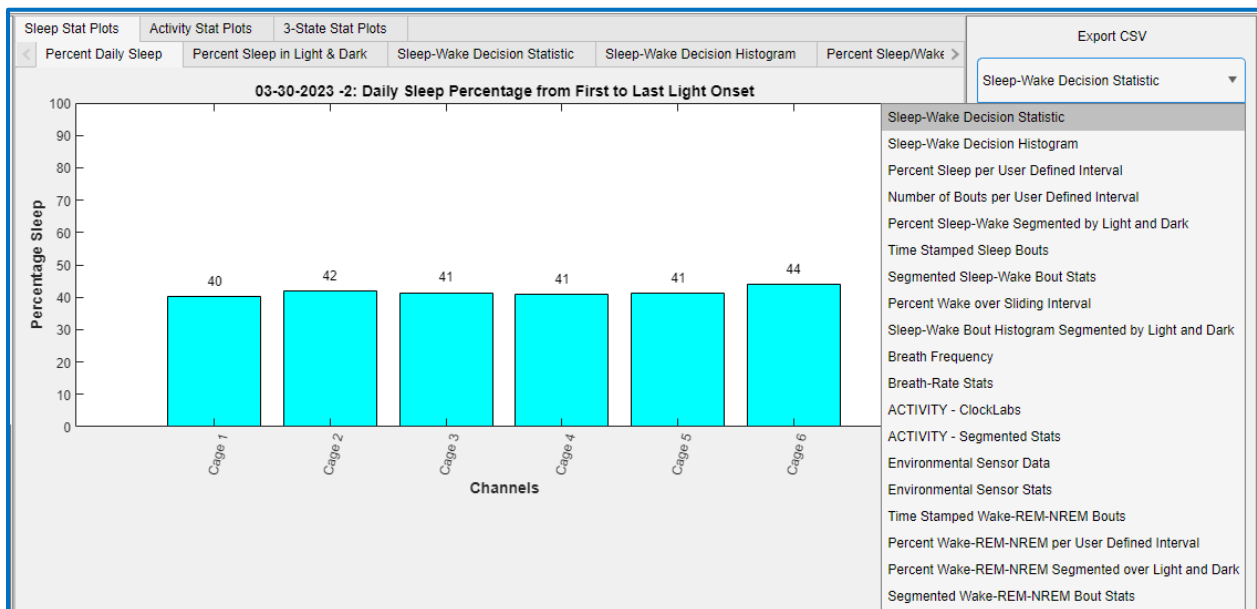 Sleep Stat Plots Activity Stat Plots 3-State Stat Plots
Percent Daily Sleep Percent Sleep in Light & Dark Sleep-Wake Decision Statistic Sleep-Wake Decision Histogram Percent Sleep/Wake
Export CSV
Sleep-Wake Decision Statistic
03-30-2023 -2: Daily Sleep Percentage from First to Last Light Onset
100
90
80
70
60
50
40
30
20
10
0
Percentage Sleep
40 42 41 41 41 44
Cage 1 Cage 2 Cage 3 Cage 4 Cage 5 Cage 6
Channels
Sleep-Wake Decision Statistic
Sleep-Wake Decision Histogram
Percent Sleep per User Defined Interval
Number of Bouts per User Defined Interval
Percent Sleep-Wake Segmented by Light and Dark
Time Stamped Sleep Bouts
Segmented Sleep-Wake Bout Stats
Percent Wake over Sliding Interval
Sleep-Wake Bout Histogram Segmented by Light and Dark
Breath Frequency
Breath-Rate Stats
ACTIVITY - ClockLabs
ACTIVITY - Segmented Stats
Environmental Sensor Data
Environmental Sensor Stats
Time Stamped Wake-REM-NREM Bouts
Percent Wake-REM-NREM per User Defined Interval
Percent Wake-REM-NREM Segmented over Light and Dark
Segmented Wake-REM-NREM Bout Stats